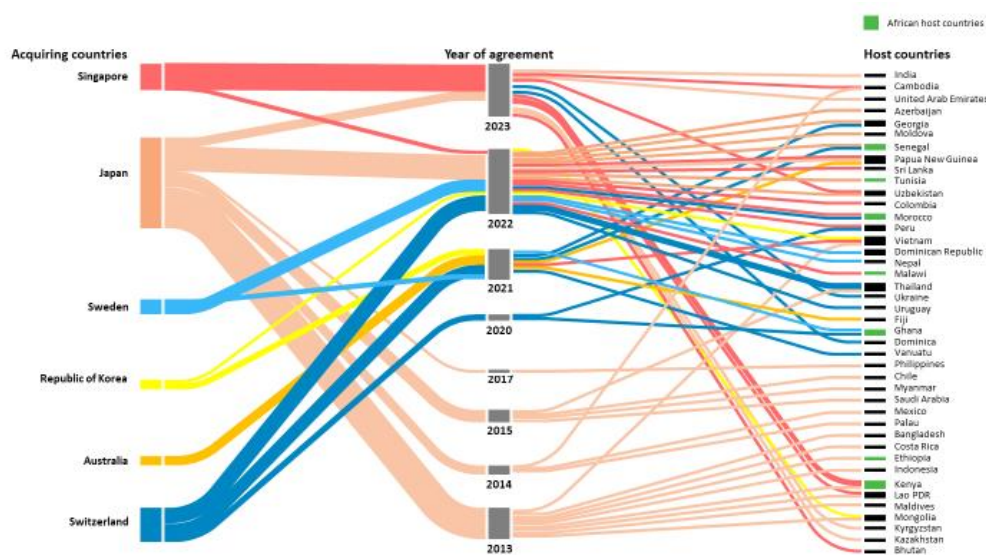 African host countries
Acquiring countries
Year of agreement
Host countries
Singapore
Japan
Sweden
Republic of Korea
Australia
Switzerland
2023
2022
2021
2020
2017
2015
2014
2013
India
Cambodia
United Arab Emirates
Azerbaijan
Georgia
Moldova
Senegal
Papua New Guinea
Sri Lanka
Tunisia
Uzbekistan
Colombia
Morocco
Peru
Vietnam
Dominican Republic
Nepal
Malawi
Thailand
Ukraine
Uruguay
Fiji
Ghana
Dominica
Vanuatu
Philippines
Chile
Myanmar
Saudi Arabia
Mexico
Palau
Bangladesh
Costa Rica
Ethiopia
Indonesia
Kenya
Lao PDR
Maldives
Mongolia
Kyrgyzstan
Kazakhstan
Bhutan